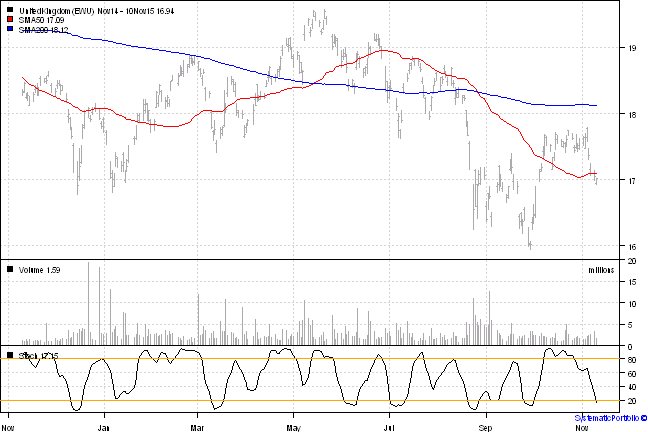 UnitedKingdom (EWU) Nov14 - 10Nov15 16.94
SMA50 17.09
SMA200 18.12
19
18
17
16
Volume 1.59
millions
20
15
10
5
0
Stoch 17.15
80
60
40
20
Nov Jan Mar May Jul Sep Nov
SystematicPortfolio ©